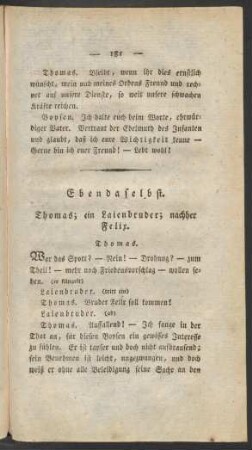 — 181 —
Thomas. Bleibt, wenn ihr dies ernstlich
wünscht, mein und meines Ordens Freund und rech-
net auf unsere Dienste, so weit unsere schwachen
Kräfte reichen.
Boysen. Ich halte euch beim Worte, ehrwür-
diger Vater. Vertraut der Edelmuth des Infanten
und glaubt, daß ich eure Wichtigkeit kenne —
Gerne bin ich euer Freund! — Lebt wohl!
Ebendaselbst.
Thomas; ein Laienbruder; nachher
Felix.
Thomas.
War das Spott? — Nein! — Drohung? — zum
Theil! — mehr noch Friedensvorschlag — wollen se-
hen. (er klingelt)
Laienbruder. (tritt ein)
Thomas. Bruder Felix soll kommen!
Laienbruder. (ab)
Thomas. Auffallend! — Ich fange in der
That an, für diesen Boysen ein gewisses Interesse
zu fühlen. Er ist tapfer und doch nicht aufbrausend;
sein Benehmen ist leicht, ungezwungen, und doch
weiß er ohne alle Beleidigung seine Sache an den